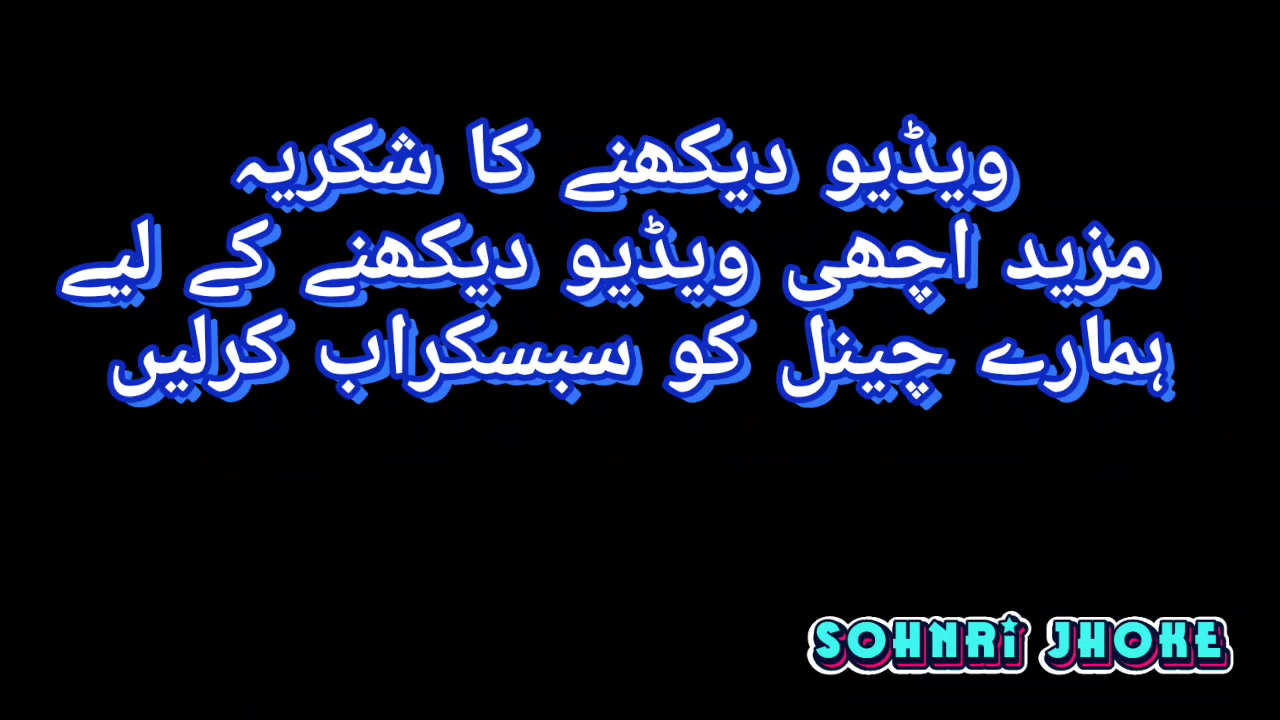 ویڈیو دیکھنے کا شکریہ
مزید اچھی ویڈیو دیکھنے کے لیے
ہمارے چینل کو سبسکراب کرلیں
SOHNRi JHOKE